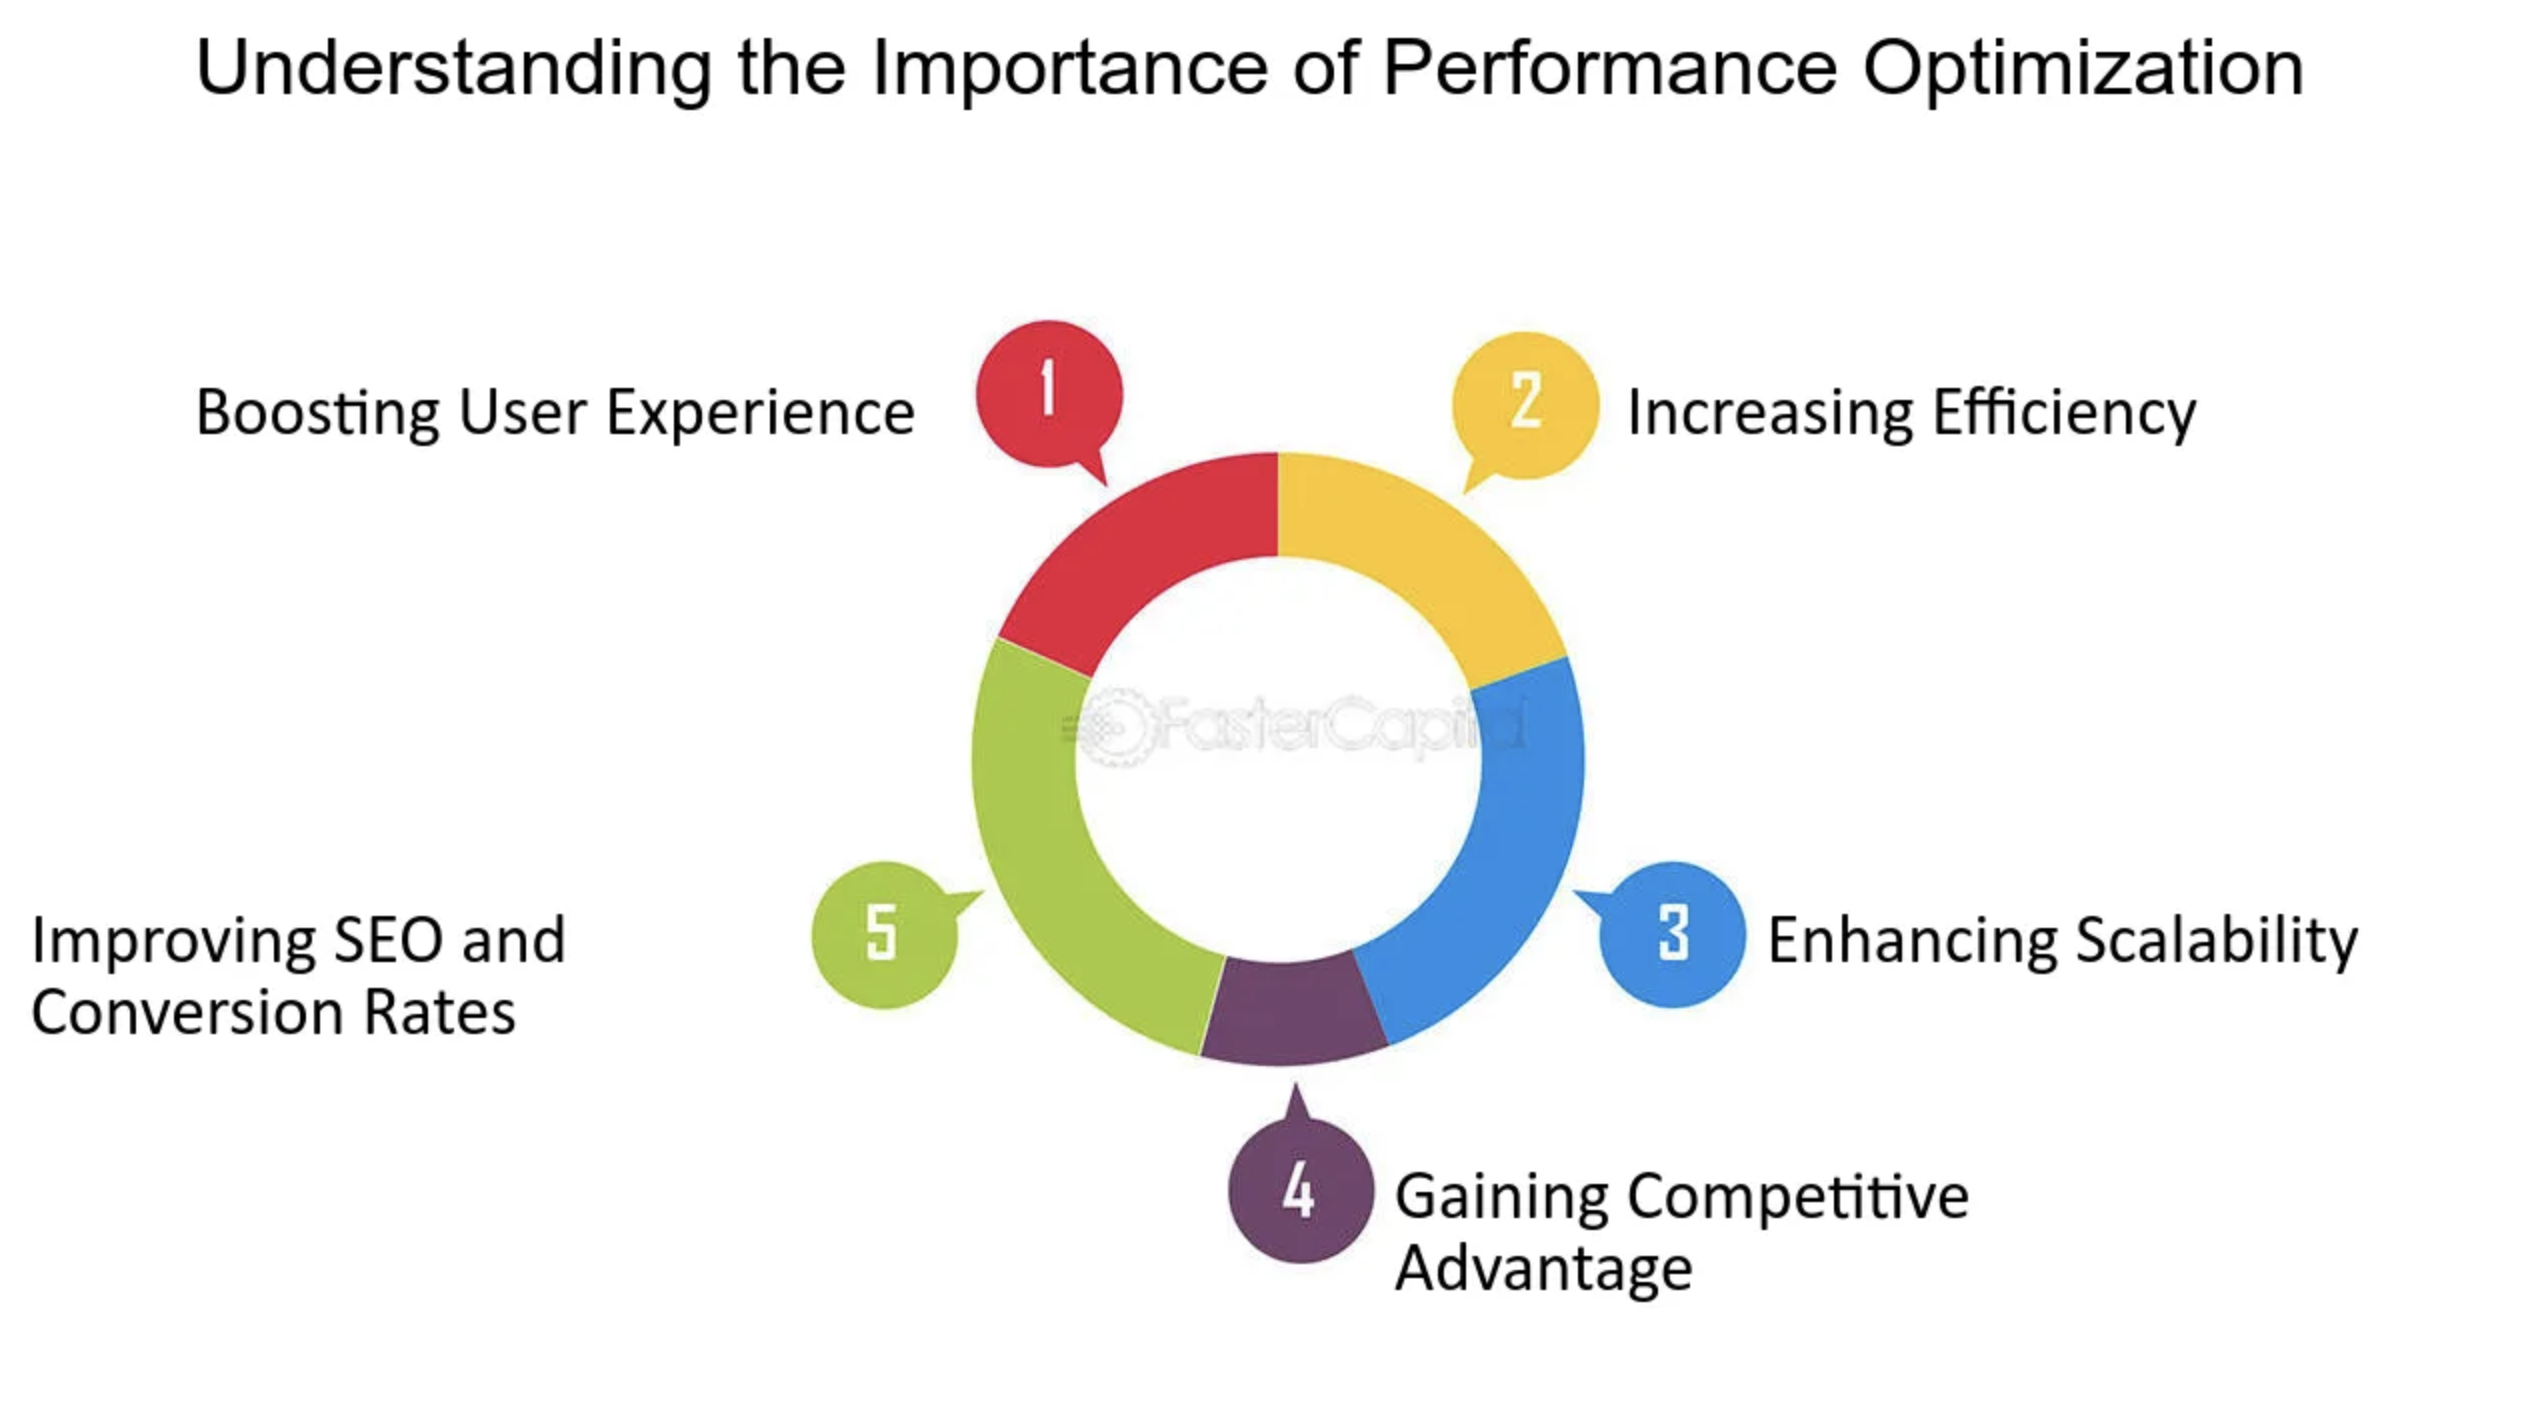 Understanding the Importance of Performance Optimization
1
Boosting User Experience
2
Increasing Efficiency
FasterCapital
3
Enhancing Scalability
4
Gaining Competitive
Advantage
5
Improving SEO and
Conversion Rates